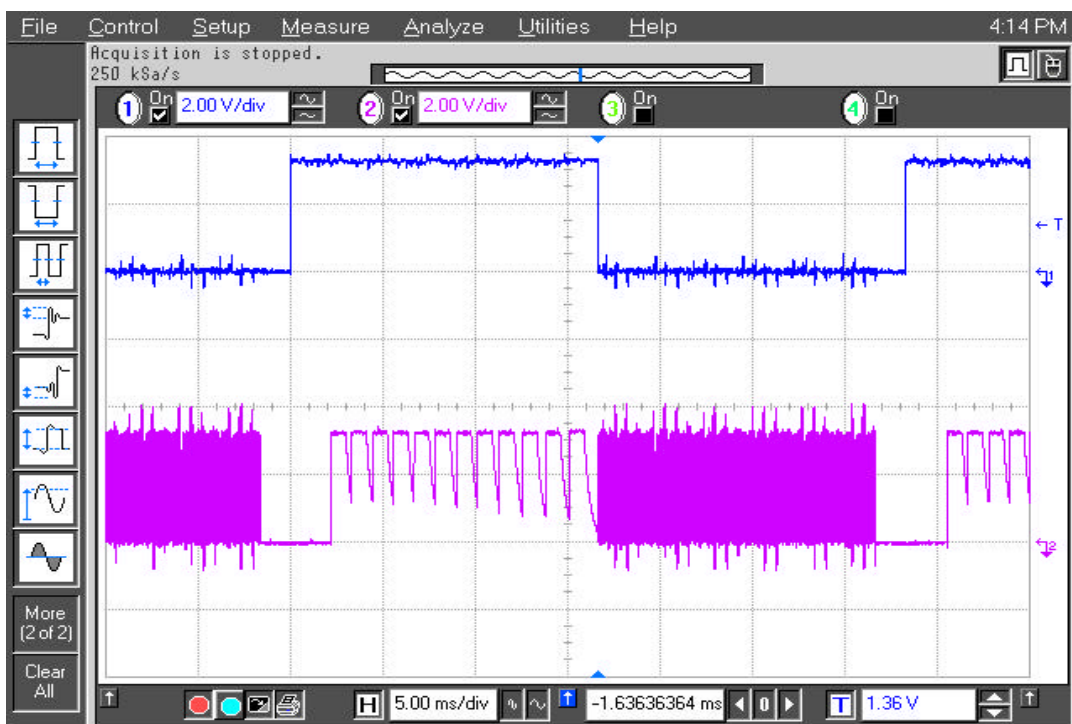 File Control Setup Measure Analyze Utilities Help 4:14 PM
Acquisition is stopped.
250 kSa/s
1 On 2.00 V/div 2 On 2.00 V/div 3 On 4 On
T
1
2
More
(2 of 2)
Clear
All
H 5.00 ms/div -1.63636364 ms 0 T 1.36 V